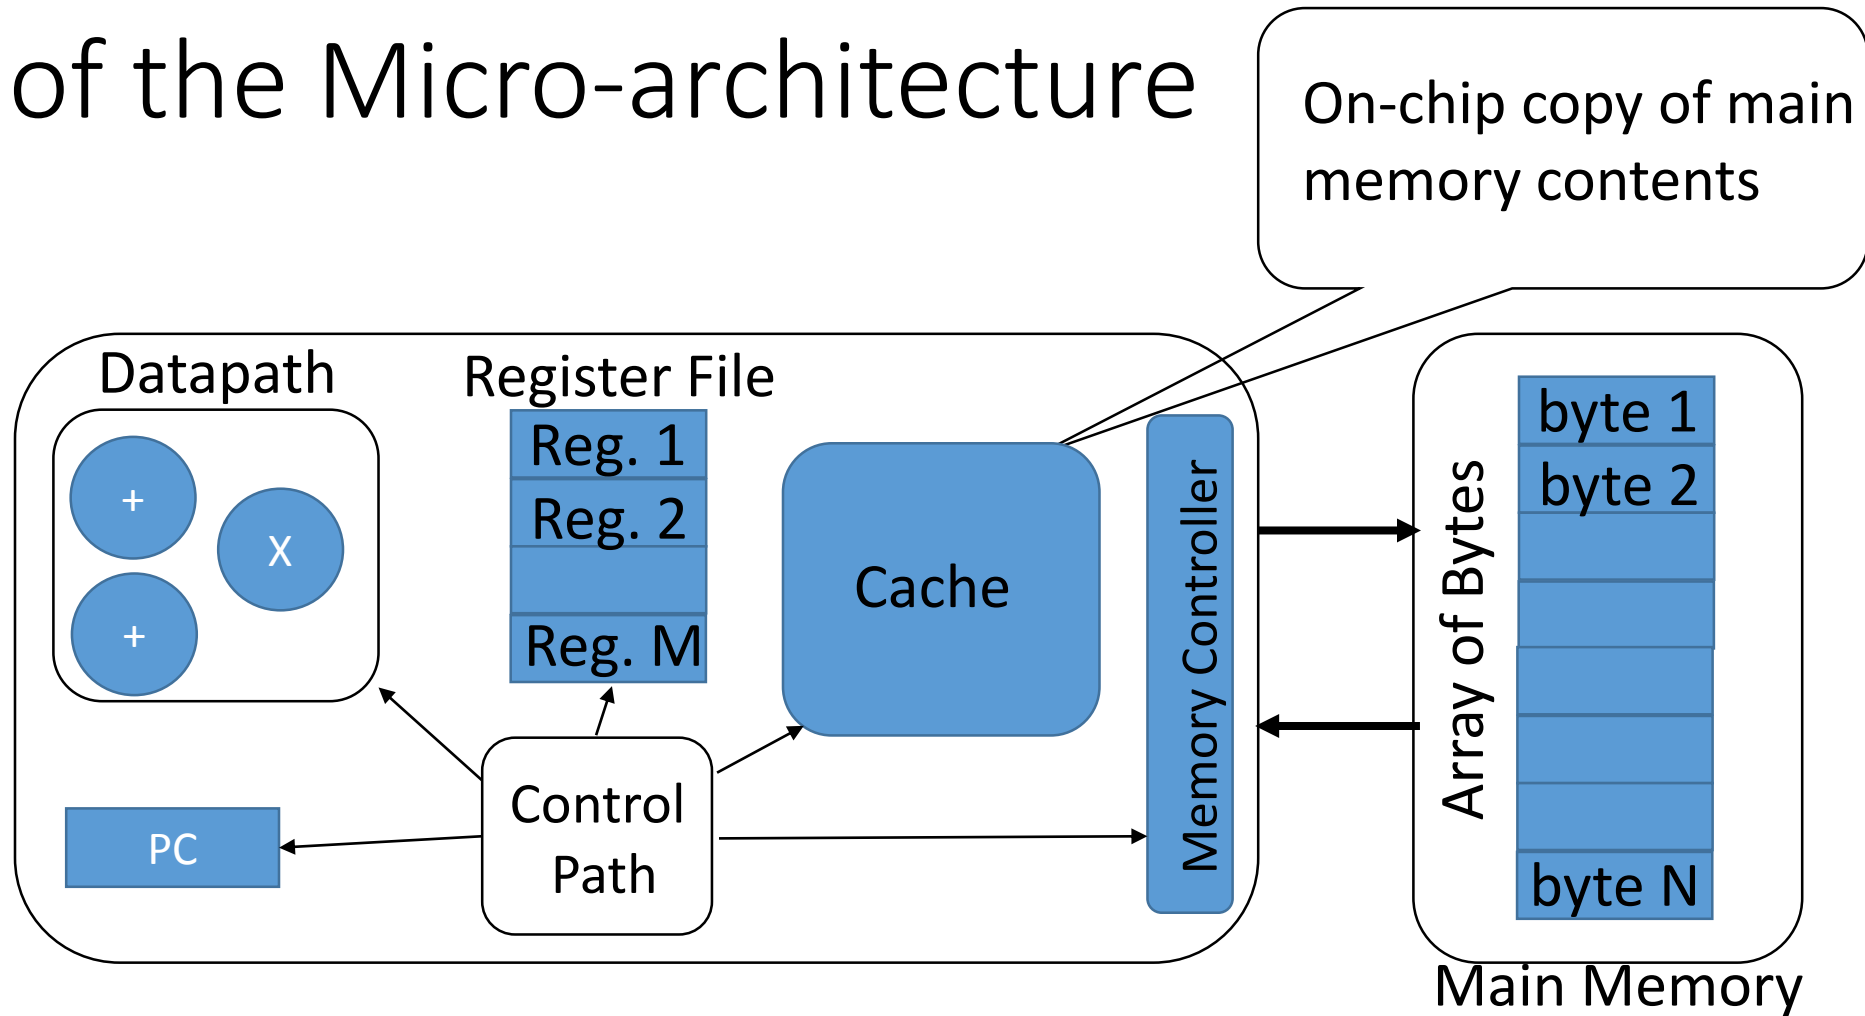 of the Micro-architecture
On-chip copy of main
memory contents
Datapath
+
X
+
Register File
Reg. 1
Reg. 2
Reg. M
Cache
Memory Controller
PC
Control
Path
Array of Bytes
byte 1
byte 2
byte N
Main Memory